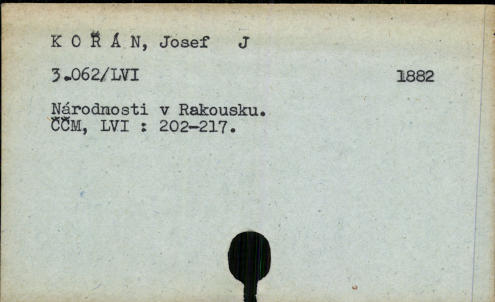 K O Ř Á N, Josef J
3.062/LVI 1882
Národnosti v Rakousku.
ČČM, LVI : 202-217.